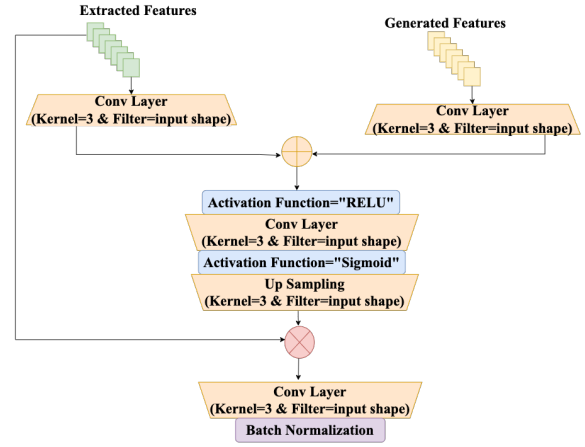 Extracted Features
Generated Features
Conv Layer
(Kernel=3 & Filter=input shape)
Conv Layer
(Kernel=3 & Filter=input shape)
Activation Function="RELU"
Conv Layer
(Kernel=3 & Filter=input shape)
Activation Function="Sigmoid"
Up Sampling
(Kernel=3 & Filter=input shape)
Conv Layer
(Kernel=3 & Filter=input shape)
Batch Normalization